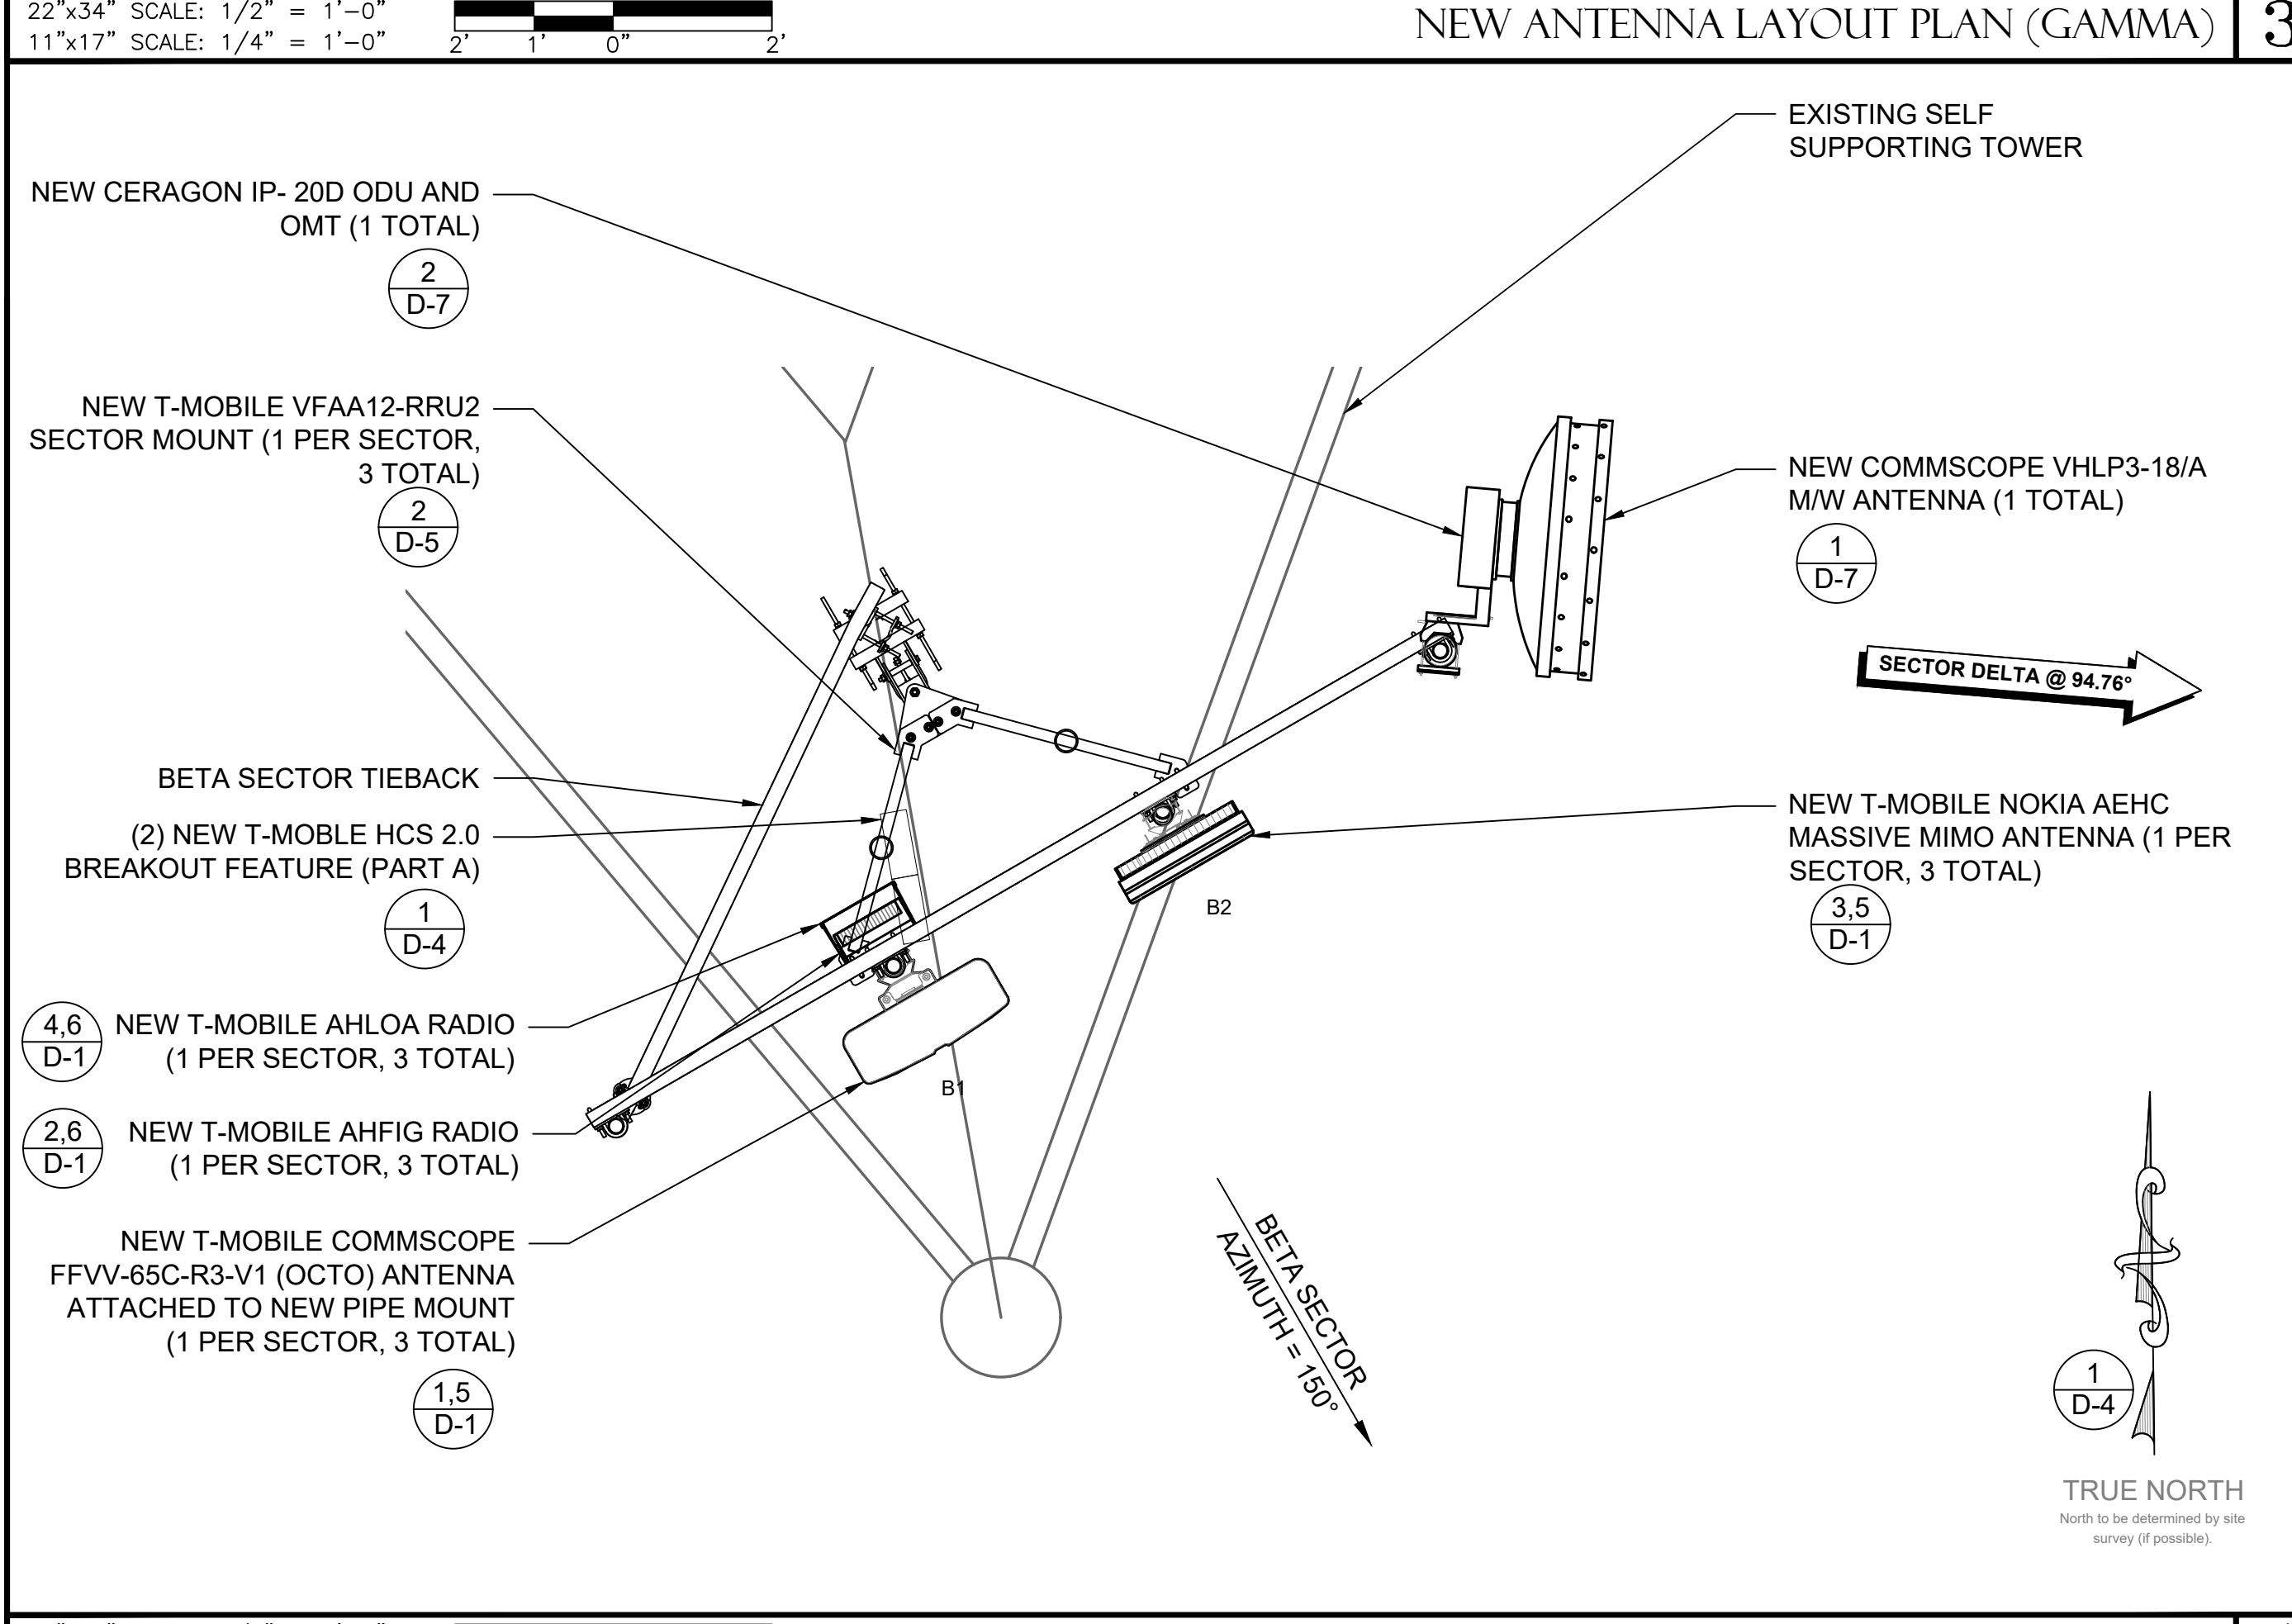 22"x34" SCALE: 1/2" = 1'-0"
11"x17" SCALE: 1/4" = 1'-0"
2' 1' 0" 2'
NEW ANTENNA LAYOUT PLAN (GAMMA)
3
EXISTING SELF
SUPPORTING TOWER
NEW CERAGON IP- 20D ODU AND
OMT (1 TOTAL)
2
D-7
NEW T-MOBILE VFAA12-RRU2
SECTOR MOUNT (1 PER SECTOR,
3 TOTAL)
2
D-5
NEW COMMSCOPE VHLP3-18/A
M/W ANTENNA (1 TOTAL)
1
D-7
SECTOR DELTA @ 94.76°
BETA SECTOR TIEBACK
(2) NEW T-MOBLE HCS 2.0
BREAKOUT FEATURE (PART A)
1
D-4
NEW T-MOBILE NOKIA AEHC
MASSIVE MIMO ANTENNA (1 PER
SECTOR, 3 TOTAL)
3,5
D-1
B2
4,6
D-1
NEW T-MOBILE AHLOA RADIO
(1 PER SECTOR, 3 TOTAL)
B1
2,6
D-1
NEW T-MOBILE AHFIG RADIO
(1 PER SECTOR, 3 TOTAL)
NEW T-MOBILE COMMSCOPE
FFVV-65C-R3-V1 (OCTO) ANTENNA
ATTACHED TO NEW PIPE MOUNT
(1 PER SECTOR, 3 TOTAL)
1,5
D-1
BETA SECTOR
AZIMUTH = 150°
1
D-4
TRUE NORTH
North to be determined by site
survey (if possible).